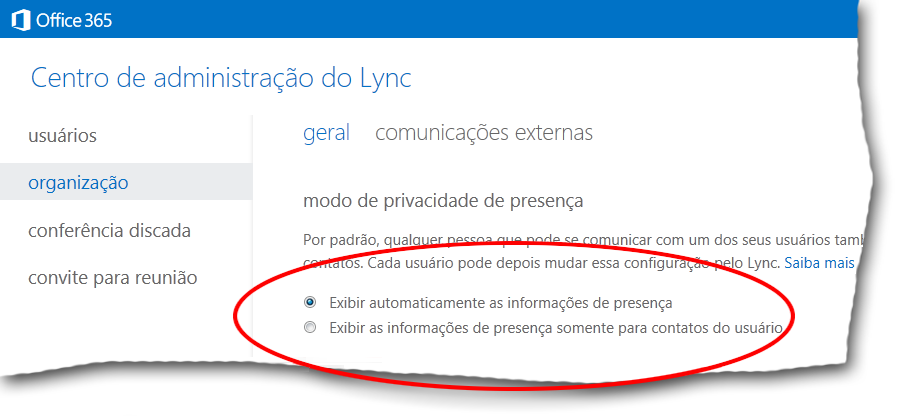 Office 365
Centro de administração do Lync
usuários
organização
conferência discada
convite para reunião
geral comunicações externas
modo de privacidade de presença
Por padrão, qualquer pessoa que pode se comunicar com um dos seus usuários
contatos. Cada usuário pode depois mudar essa configuração pelo Lync. Saiba mais
Exibir automaticamente as informações de presença
Exibir as informações de presença somente para contatos do usuário